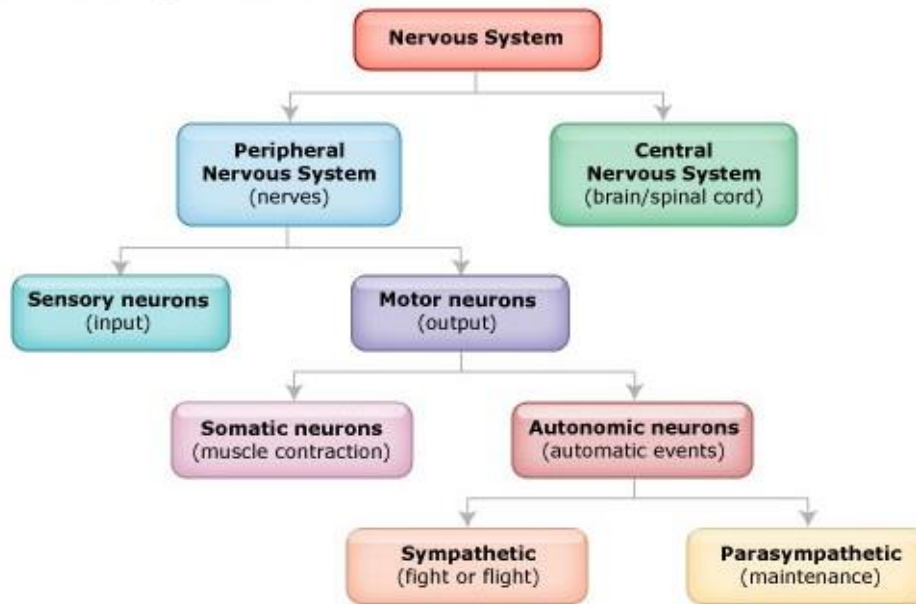 Nervous System
Peripheral
Nervous System
(nerves)
Central
Nervous System
(brain/spinal cord)
Sensory neurons
(input)
Motor neurons
(output)
Somatic neurons
(muscle contraction)
Autonomic neurons
(automatic events)
Sympathetic
(fight or flight)
Parasympathetic
(maintenance)